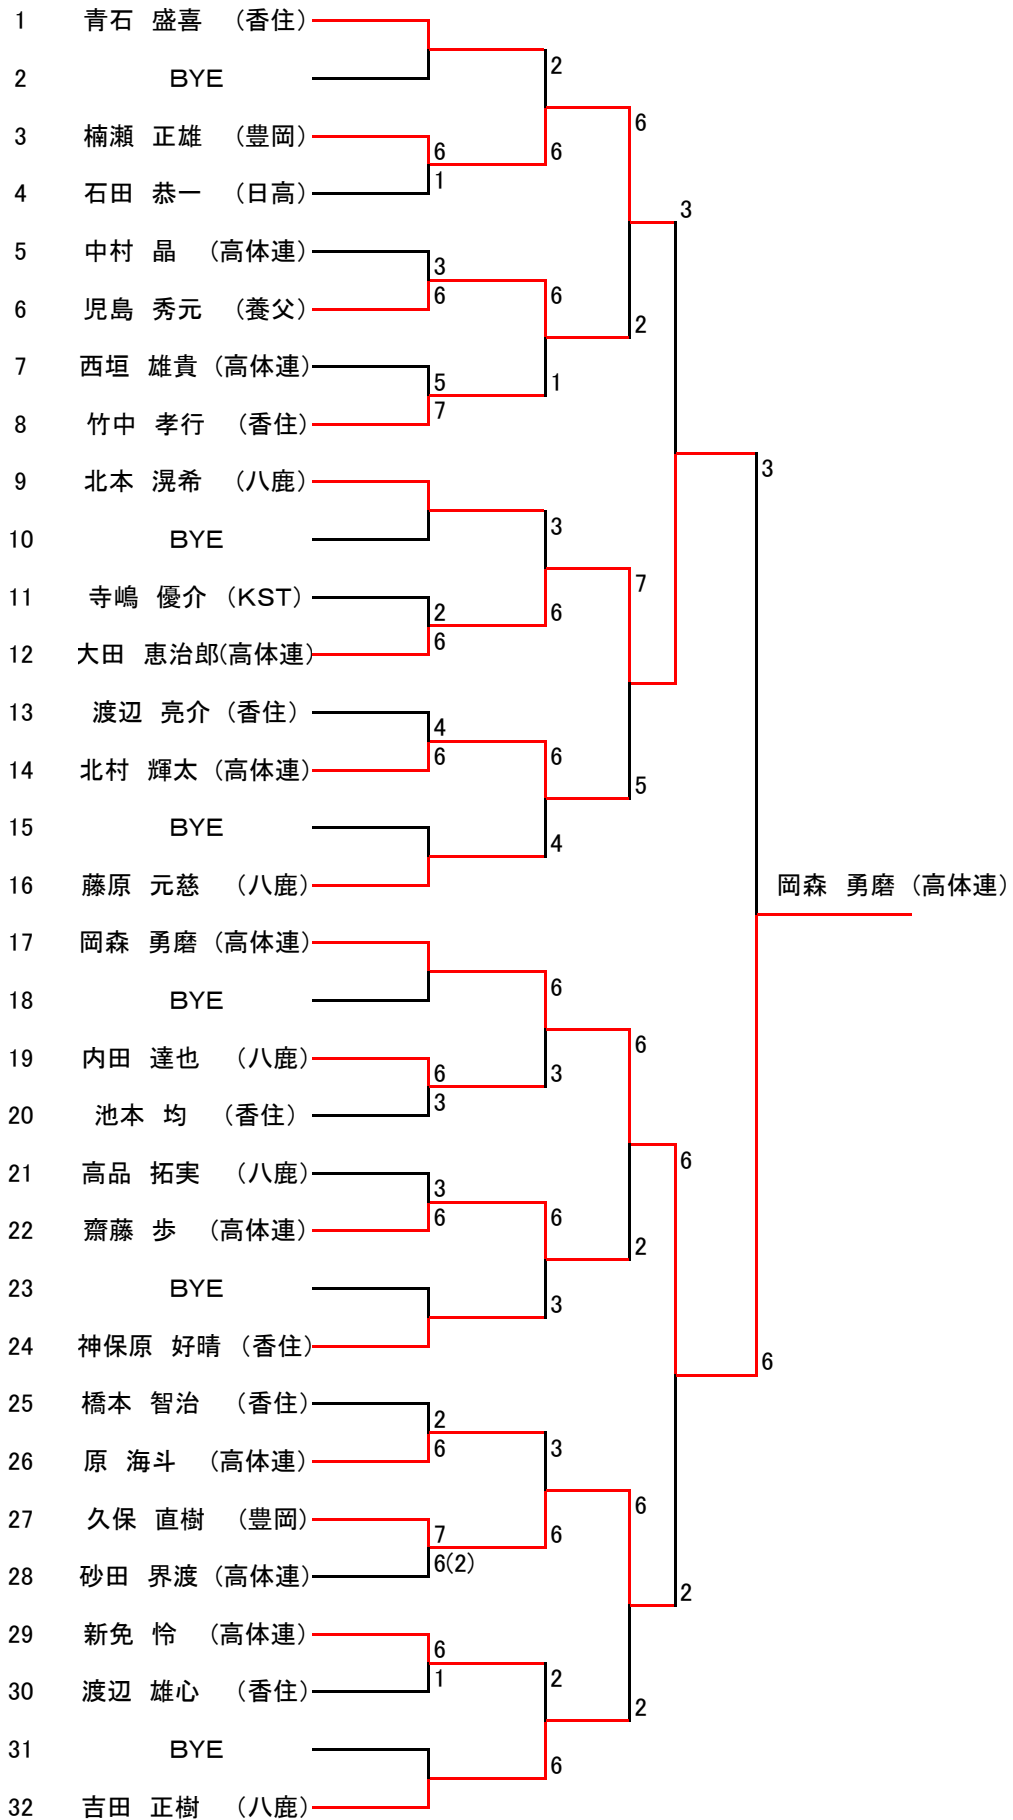 1 青石 盛喜 (香住)
2
2 BYE
3 楠瀬 正雄 (豊岡)
6
6
6
1
4 石田 恭一 (日高)
3
5 中村 晶 (高体連)
3
6
6
6 児島 秀元 (養父)
2
7 西垣 雄貴 (高体連)
5
1
7
8 竹中 孝行 (香住)
3
9 北本 滉希 (八鹿)
3
10 BYE
7
11 寺嶋 優介 (KST)
2
6
6
12 大田 恵治郎(高体連)
13 渡辺 亮介 (香住)
4
6
6
14 北村 輝太 (高体連)
5
15 BYE
4
16 藤原 元慈 (八鹿)
岡森 勇磨 (高体連)
17 岡森 勇磨 (高体連)
6
18 BYE
6
19 内田 達也 (八鹿)
6
3
3
20 池本 均 (香住)
6
21 高品 拓実 (八鹿)
3
6
6
22 齋藤 歩 (高体連)
2
23 BYE
3
24 神保原 好晴 (香住)
6
25 橋本 智治 (香住)
2
6
3
26 原 海斗 (高体連)
6
27 久保 直樹 (豊岡)
7
6
6(2)
28 砂田 界渡 (高体連)
2
29 新免 怜 (高体連)
6
1
2
30 渡辺 雄心 (香住)
2
31 BYE
6
32 吉田 正樹 (八鹿)